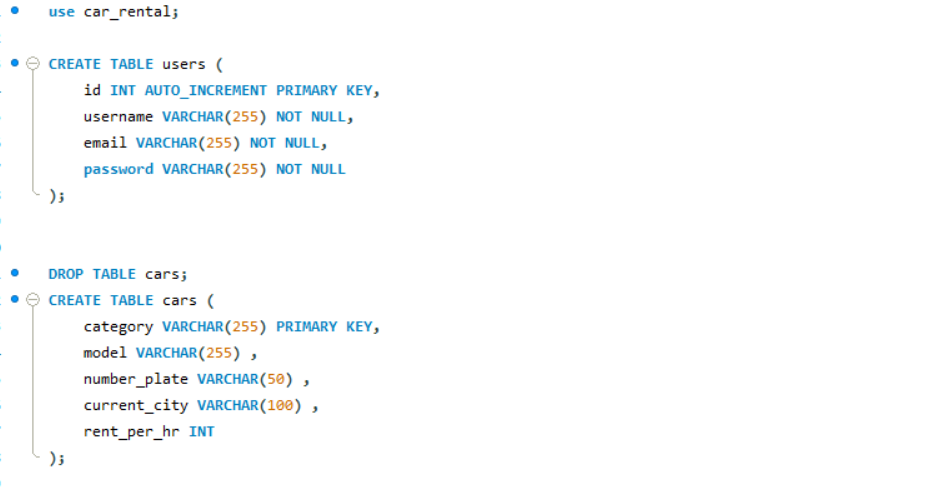 use car_rental;
CREATE TABLE users (
id INT AUTO_INCREMENT PRIMARY KEY,
username VARCHAR(255) NOT NULL,
email VARCHAR(255) NOT NULL,
password VARCHAR(255) NOT NULL
);
DROP TABLE cars;
CREATE TABLE cars (
category VARCHAR(255) PRIMARY KEY,
model VARCHAR(255) ,
number_plate VARCHAR(50) ,
current_city VARCHAR(100) ,
rent_per_hr INT
);